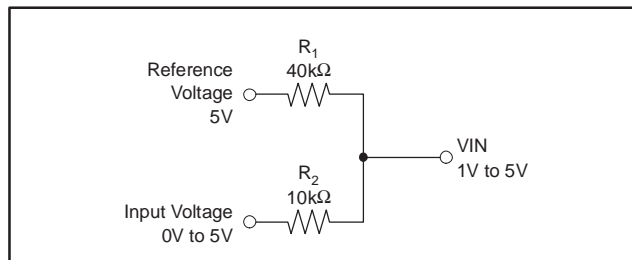 Reference
Voltage
5V
R1
40kΩ
VIN
1V to 5V
R2
10kΩ
Input Voltage
0V to 5V